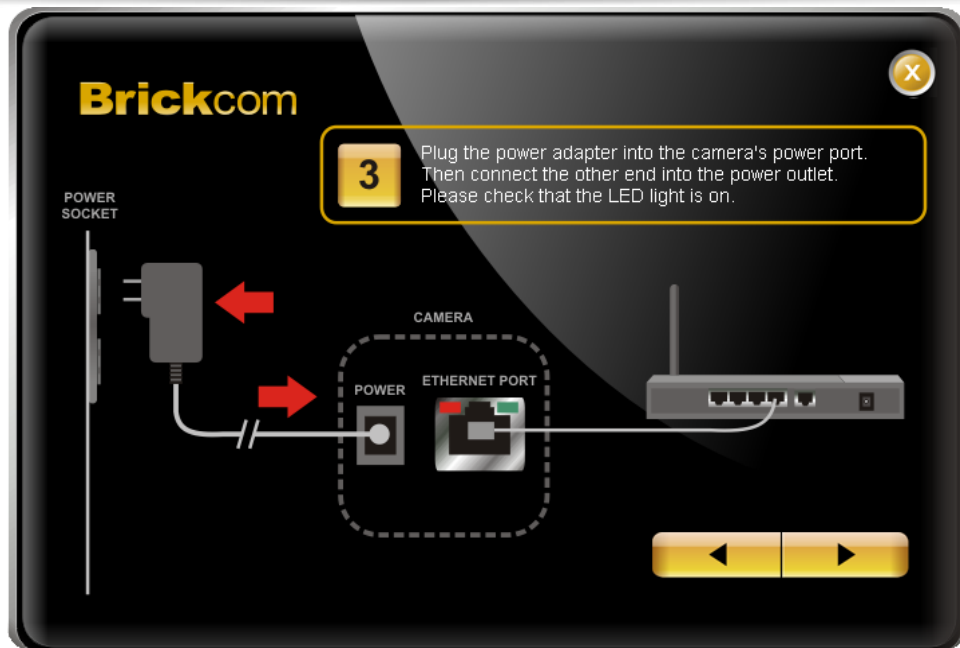 Brickcom
X
3
Plug the power adapter into the camera's power port.
Then connect the other end into the power outlet.
Please check that the LED light is on.
POWER
SOCKET
CAMERA
POWER
ETHERNET PORT